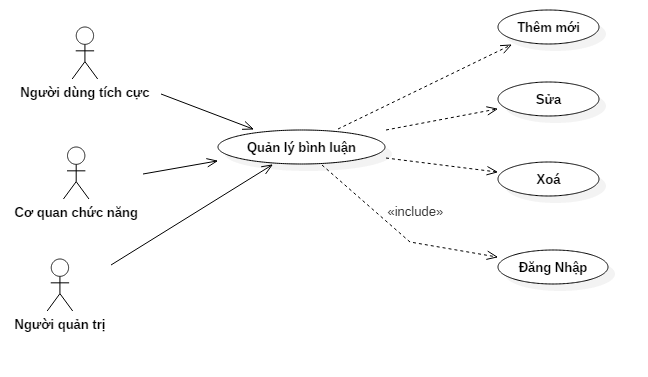 Thêm mới
Người dùng tích cực
Sửa
Quản lý bình luận
Xoá
Cơ quan chức năng
«include»
Đăng Nhập
Người quản trị